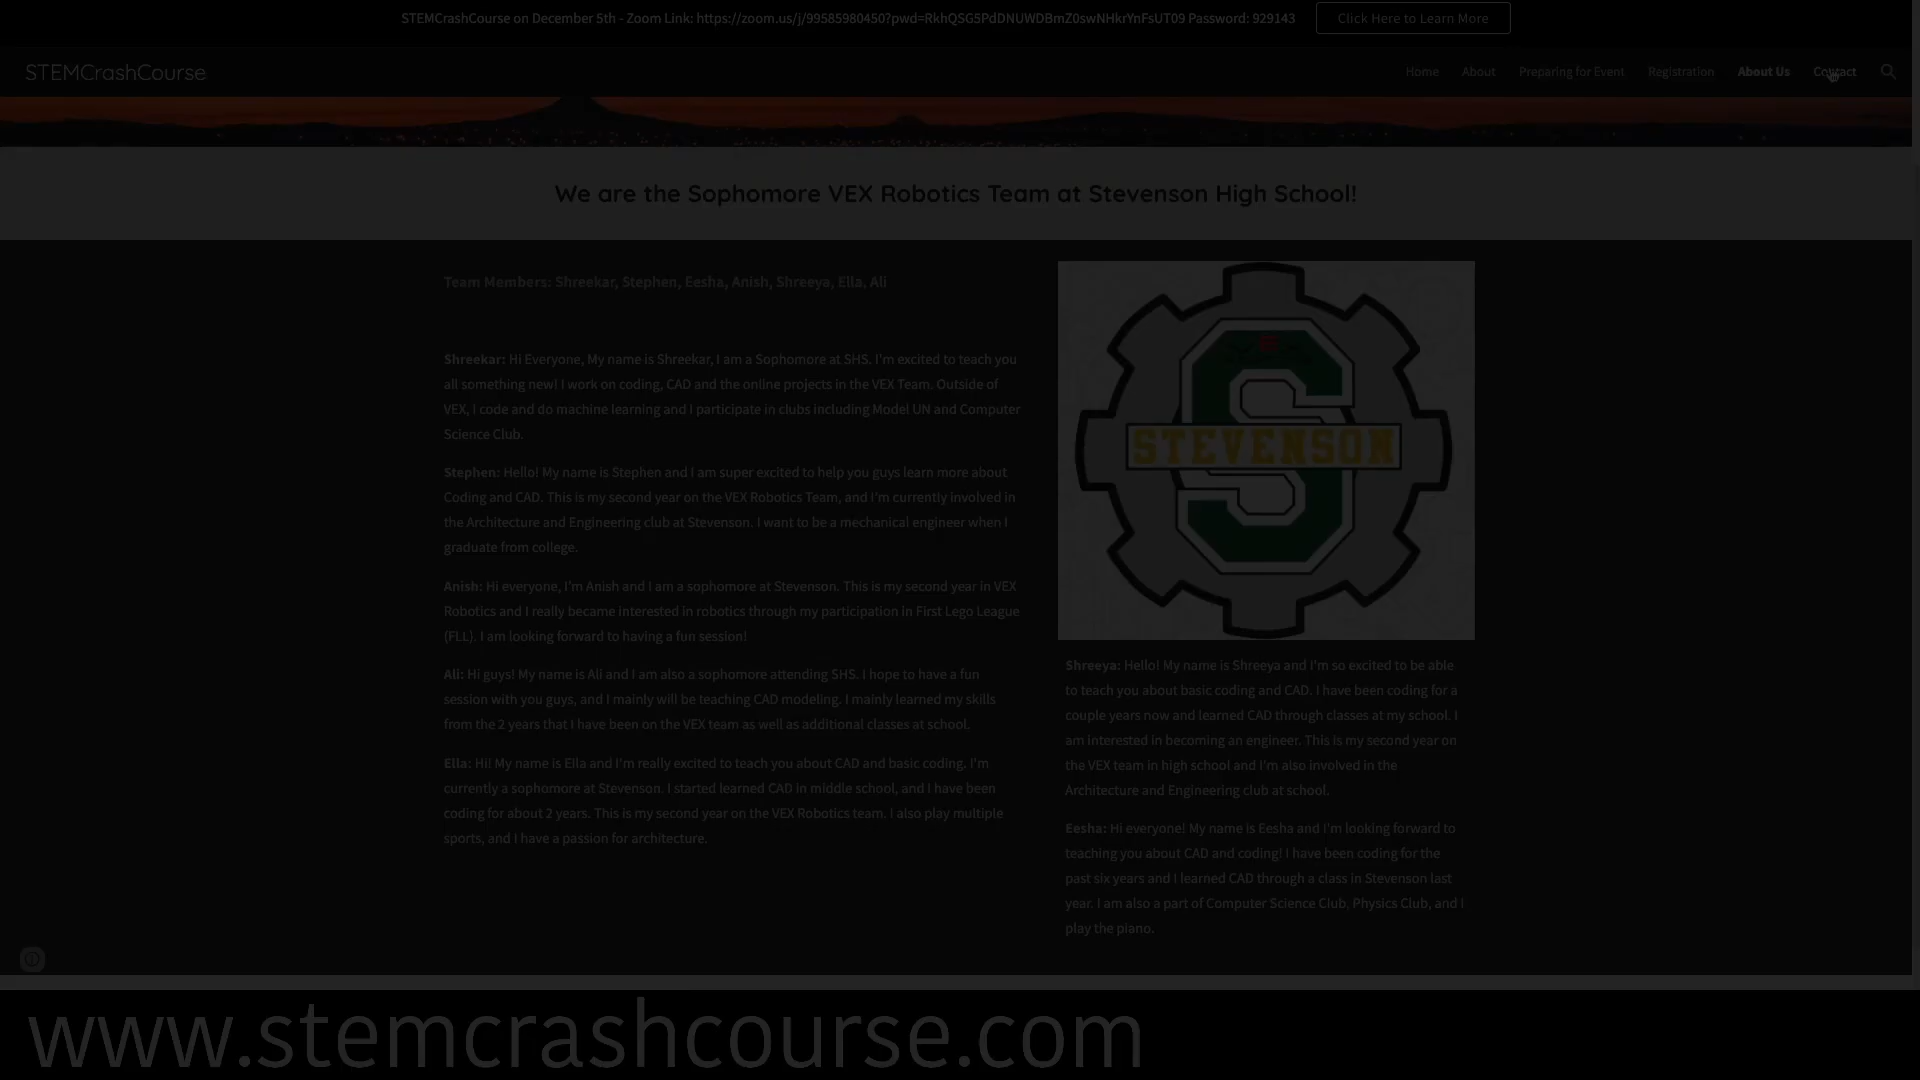 STEMCrashCourse on December 5th - Zoom Link: https://zoom.us/j/99585980450?pwd=RkhQSG5PdDNUWDBmZ0swNHkrYnFsUT09 Password: 929143
Click Here to Learn More
STEMCrashCourse
Home
About
Preparing for Event
Registration
About Us
Contact
We are the Sophomore VEX Robotics Team at Stevenson High School!
Team Members: Shreekar, Stephen, Eesha, Anish, Shreeya, Ella, Ali
Shreekar: Hi Everyone, My name is Shreekar, I am a Sophomore at SHS. I'm excited to teach you
all something new! I work on coding, CAD and the online projects in the VEX Team. Outside of
VEX, I code and do machine learning and I participate in clubs including Model UN and Computer
Science Club.
Stephen: Hello! My name is Stephen and I am super excited to help you guys learn more about
Coding and CAD. This is my second year on the VEX Robotics Team, and I'm currently involved in
the Architecture and Engineering club at Stevenson. I want to be a mechanical engineer when I
graduate from college.
Anish: Hi everyone, I'm Anish and I am a sophomore at Stevenson. This is my second year in VEX
Robotics and I really became interested in robotics through my participation in First Lego League
(FLL). I am looking forward to having a fun session!
Ali: Hi guys! My name is Ali and I am also a sophomore attending SHS. I hope to have a fun
session with you guys, and I mainly will be teaching CAD modeling. I mainly learned my skills
from the 2 years that I have been on the VEX team as well as additional classes at school.
Ella: Hi! My name is Ella and I'm really excited to teach you about CAD and basic coding. I'm
currently a sophomore at Stevenson. I started learned CAD in middle school, and I have been
coding for about 2 years. This is my second year on the VEX Robotics team. I also play multiple
sports, and I have a passion for architecture.
S
STEVENSON
Shreeya: Hello! My name is Shreeya and I'm so excited to be able
to teach you about basic coding and CAD. I have been coding for a
couple years now and learned CAD through classes at my school. I
am interested in becoming an engineer. This is my second year on
the VEX team in high school and I'm also involved in the
Architecture and Engineering club at school.
Eesha: Hi everyone! My name is Eesha and I'm looking forward to
teaching you about CAD and coding! I have been coding for the
past six years and I learned CAD through a class in Stevenson last
year. I am also a part of Computer Science Club, Physics Club, and I
play the piano.
www.stemcrashcourse.com